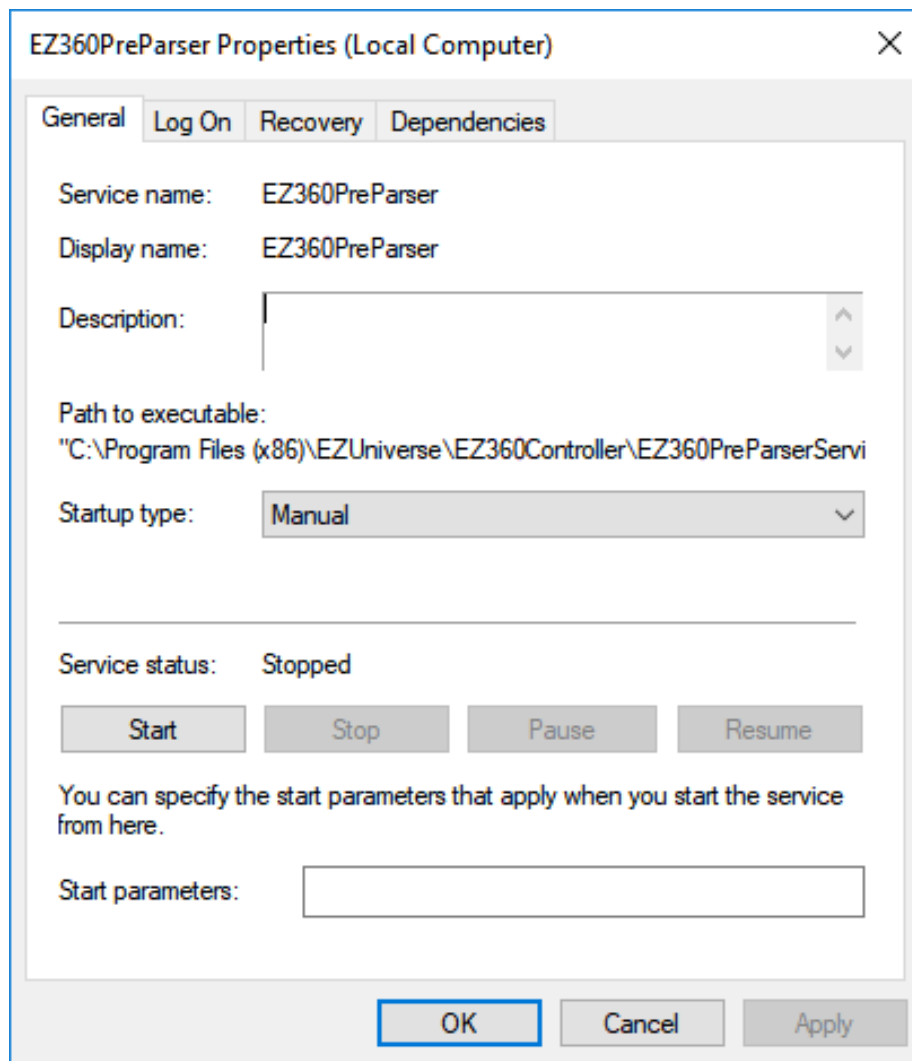 EZ360PreParser Properties (Local Computer)
General Log On Recovery Dependencies
Service name: EZ360PreParser
Display name: EZ360PreParser
Description:
Path to executable:
"C:\Program Files (x86)\EZUniverse\EZ360Controller\EZ360PreParserServi
Startup type: Manual
Service status: Stopped
Start Stop Pause Resume
You can specify the start parameters that apply when you start the service
from here.
Start parameters:
OK Cancel Apply